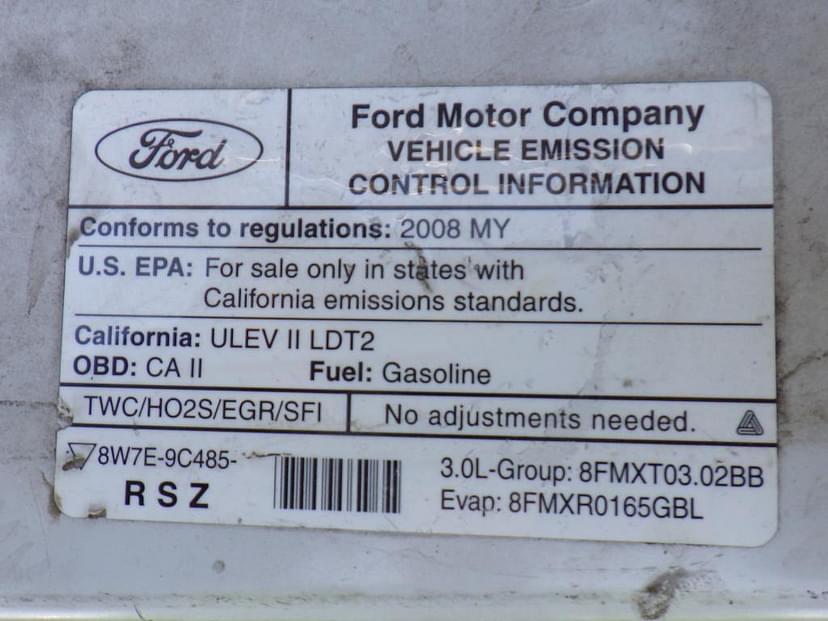 Ford
Ford Motor Company
VEHICLE EMISSION
CONTROL INFORMATION
Conforms to regulations: 2008 MY
U.S. EPA: For sale only in states with
California emissions standards.
California: ULEV II LDT2
OBD: CA II Fuel: Gasoline
TWC/HO2S/EGR/SFI No adjustments needed.
8W7E-9C485-
R S Z
3.0L-Group: 8FMXT03.02BB
Evap: 8FMXR0165GBL